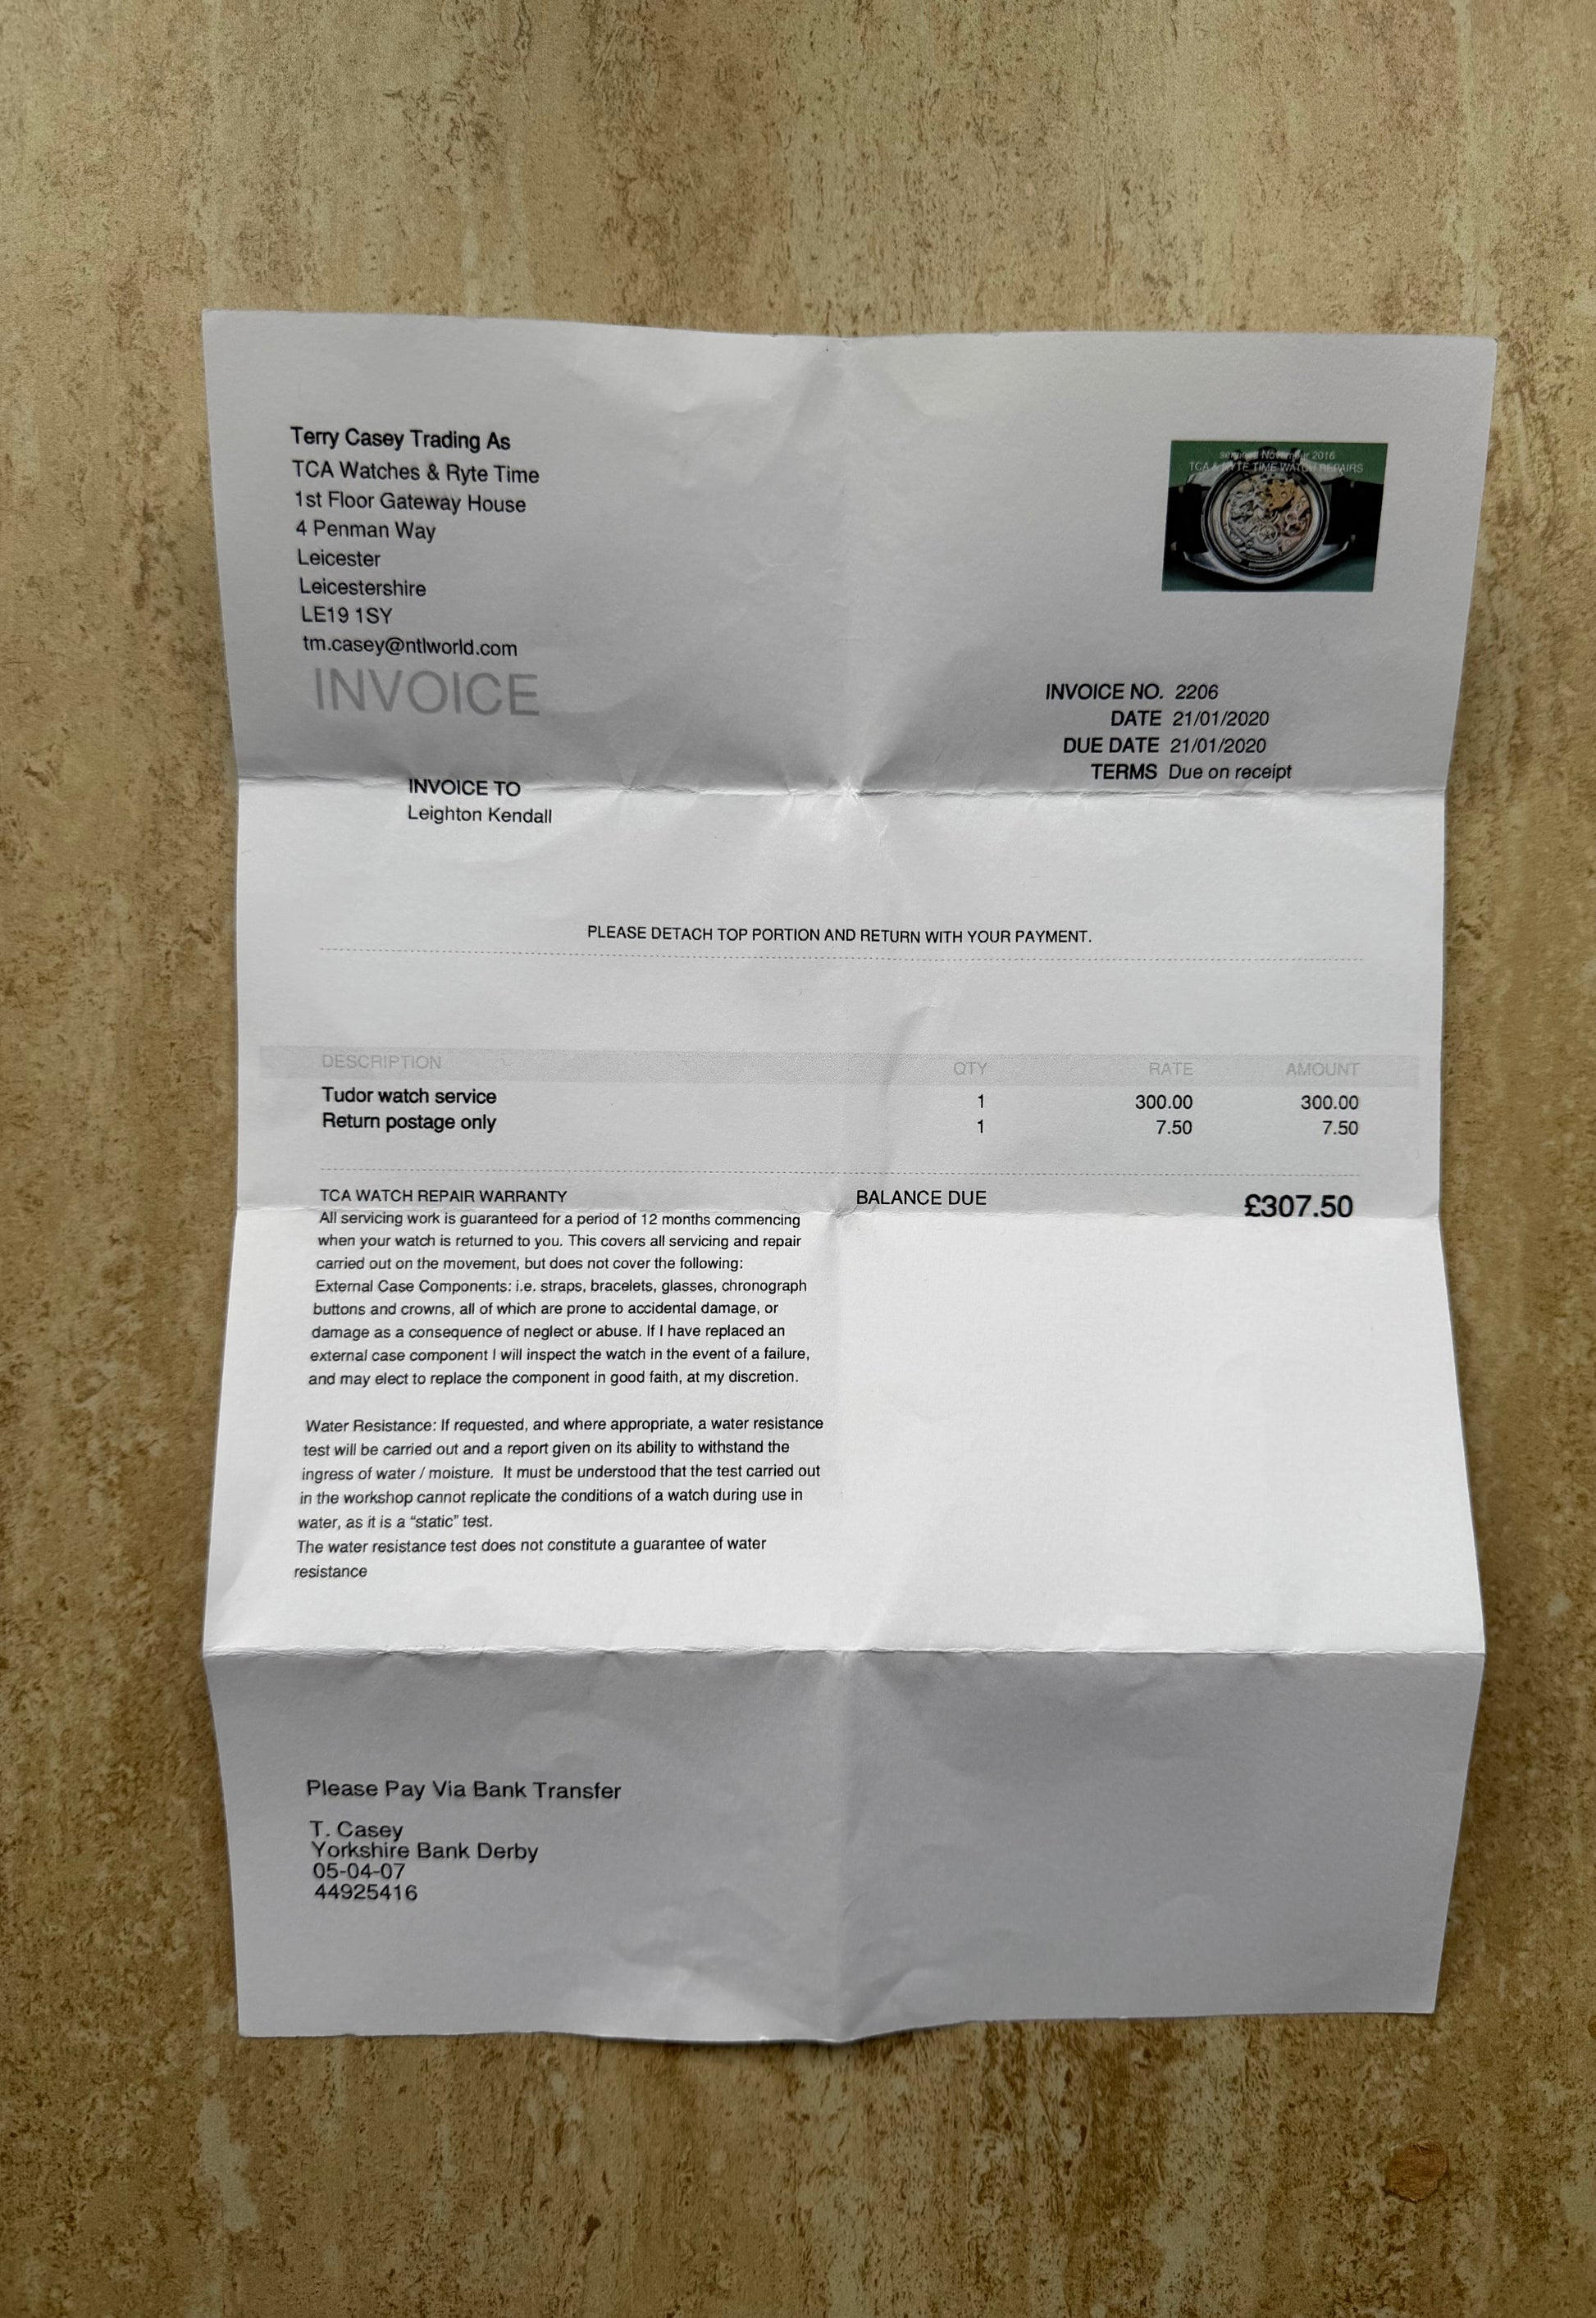 Terry Casey Trading As
TCA Watches & Ryte Time
1st Floor Gateway House
4 Penman Way
Leicester
Leicestershire
LE19 1SY
tm.casey@ntlworld.com
November 2016
TCA & RYTE TIME WATCH REPAIRS
INVOICE
INVOICE NO. 2206
DATE 21/01/2020
DUE DATE 21/01/2020
TERMS Due on receipt
INVOICE TO
Leighton Kendall
PLEASE DETACH TOP PORTION AND RETURN WITH YOUR PAYMENT.
DESCRIPTION QTY RATE AMOUNT
Tudor watch service 1 300.00 300.00
Return postage only 1 7.50 7.50
BALANCE DUE £307.50
TCA WATCH REPAIR WARRANTY
All servicing work is guaranteed for a period of 12 months commencing
when your watch is returned to you. This covers all servicing and repair
carried out on the movement, but does not cover the following:
External Case Components: i.e. straps, bracelets, glasses, chronograph
buttons and crowns, all of which are prone to accidental damage, or
damage as a consequence of neglect or abuse. If I have replaced an
external case component I will inspect the watch in the event of a failure,
and may elect to replace the component in good faith, at my discretion.
Water Resistance: If requested, and where appropriate, a water resistance
test will be carried out and a report given on its ability to withstand the
ingress of water / moisture. It must be understood that the test carried out
in the workshop cannot replicate the conditions of a watch during use in
water, as it is a “static” test.
The water resistance test does not constitute a guarantee of water
resistance
Please Pay Via Bank Transfer
T. Casey
Yorkshire Bank Derby
05-04-07
44925416